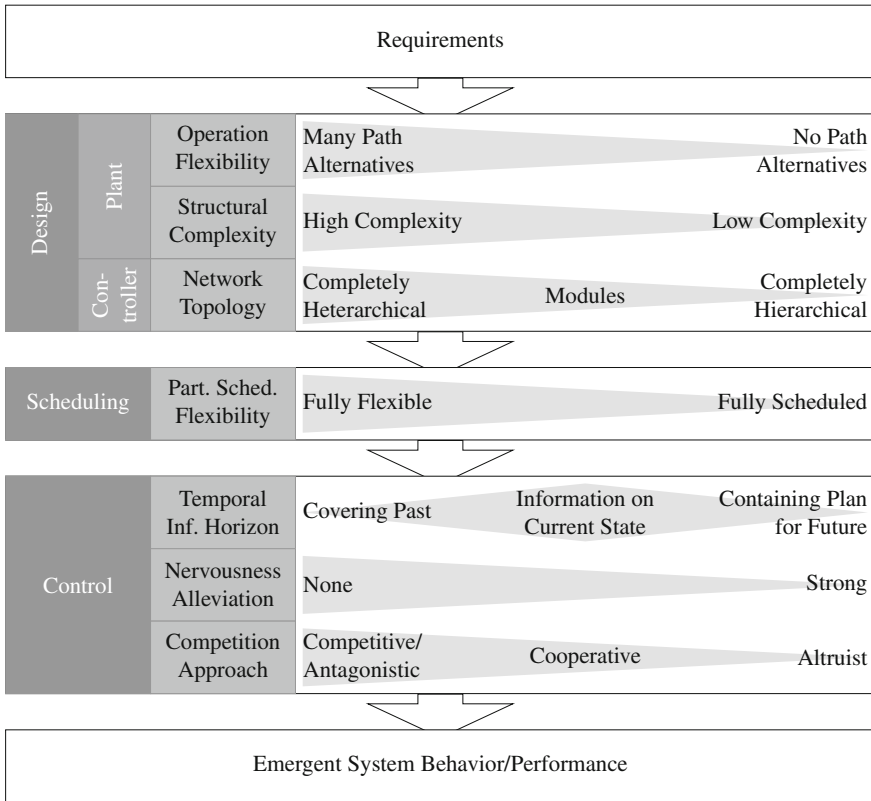 Requirements
Design
Plant
Operation
Flexibility
Many Path
Alternatives
No Path
Alternatives
Structural
Complexity
High Complexity
Low Complexity
Con-
troller
Network
Topology
Completely
Heterarchical
Modules
Completely
Hierarchical
Scheduling
Part. Sched.
Flexibility
Fully Flexible
Fully Scheduled
Control
Temporal
Inf. Horizon
Covering Past
Information on
Current State
Containing Plan
for Future
Nervousness
Alleviation
None
Strong
Competition
Approach
Competitive/
Antagonistic
Cooperative
Altruist
Emergent System Behavior/Performance